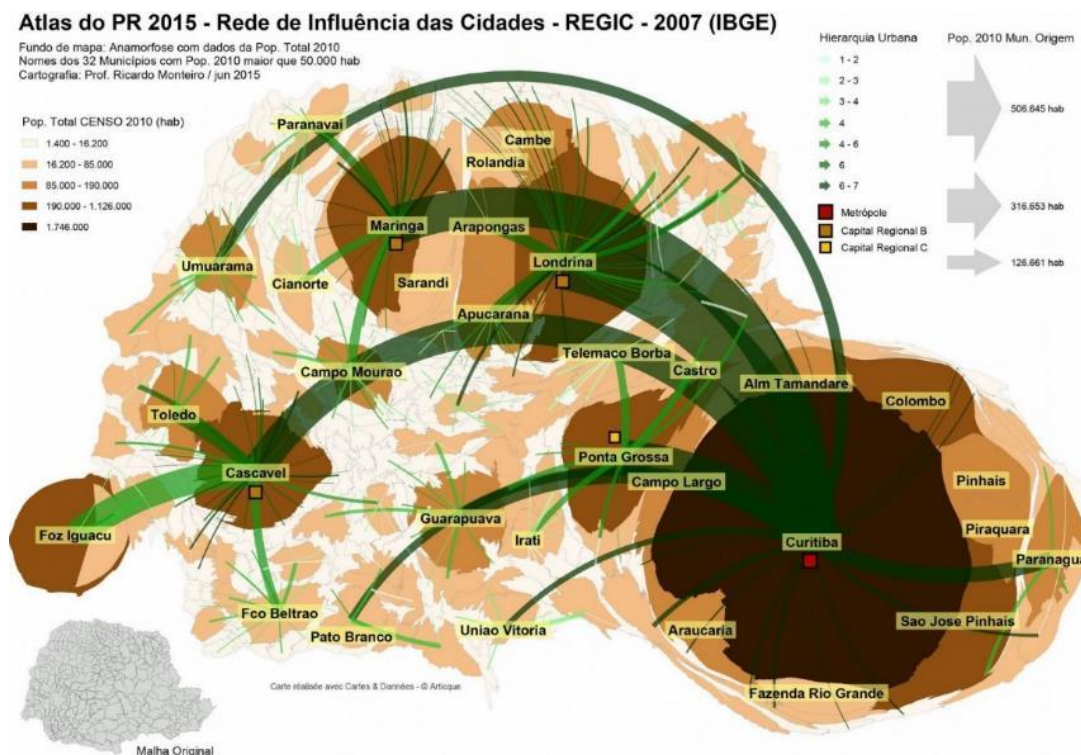 Atlas do PR 2015 - Rede de Influência das Cidades - REGIC - 2007 (IBGE)
Fundo de mapa: Anamorfose com dados da Pop. Total 2010
Nomes dos 32 Municípios com Pop. 2010 maior que 50.000 hab
Cartografia: Prof. Ricardo Monteiro / jun 2015
Hierarquia Urbana
1 - 2
2 - 3
3 - 4
4
4 - 6
6
6 - 7
Metrópole
Capital Regional B
Capital Regional C
Pop. 2010 Mun. Origem
506.645 hab
316.653 hab
126.661 hab
Pop. Total CENSO 2010 (hab)
1.400 - 16.200
16.200 - 85.000
85.000 - 190.000
190.000 - 1.126.000
1.746.000
Paranavai
Cambe
Rolandia
Maringa
Arapongas
Londrina
Umuarama
Cianorte
Sarandi
Apucarana
Telemaco Borba
Castro
Campo Mourao
Alm Tamandare
Colombo
Toledo
Cascavel
Ponta Grossa
Campo Largo
Pinhais
Guarapuava
Foz Iguacu
Irati
Curitiba
Piraquara
Paranagua
Fco Beltrao
Pato Branco
Uniao Vitoria
Araucaria
Sao Jose Pinhais
Fazenda Rio Grande
Carte réalisée avec Cartes & Données - © Articque
Malha Original